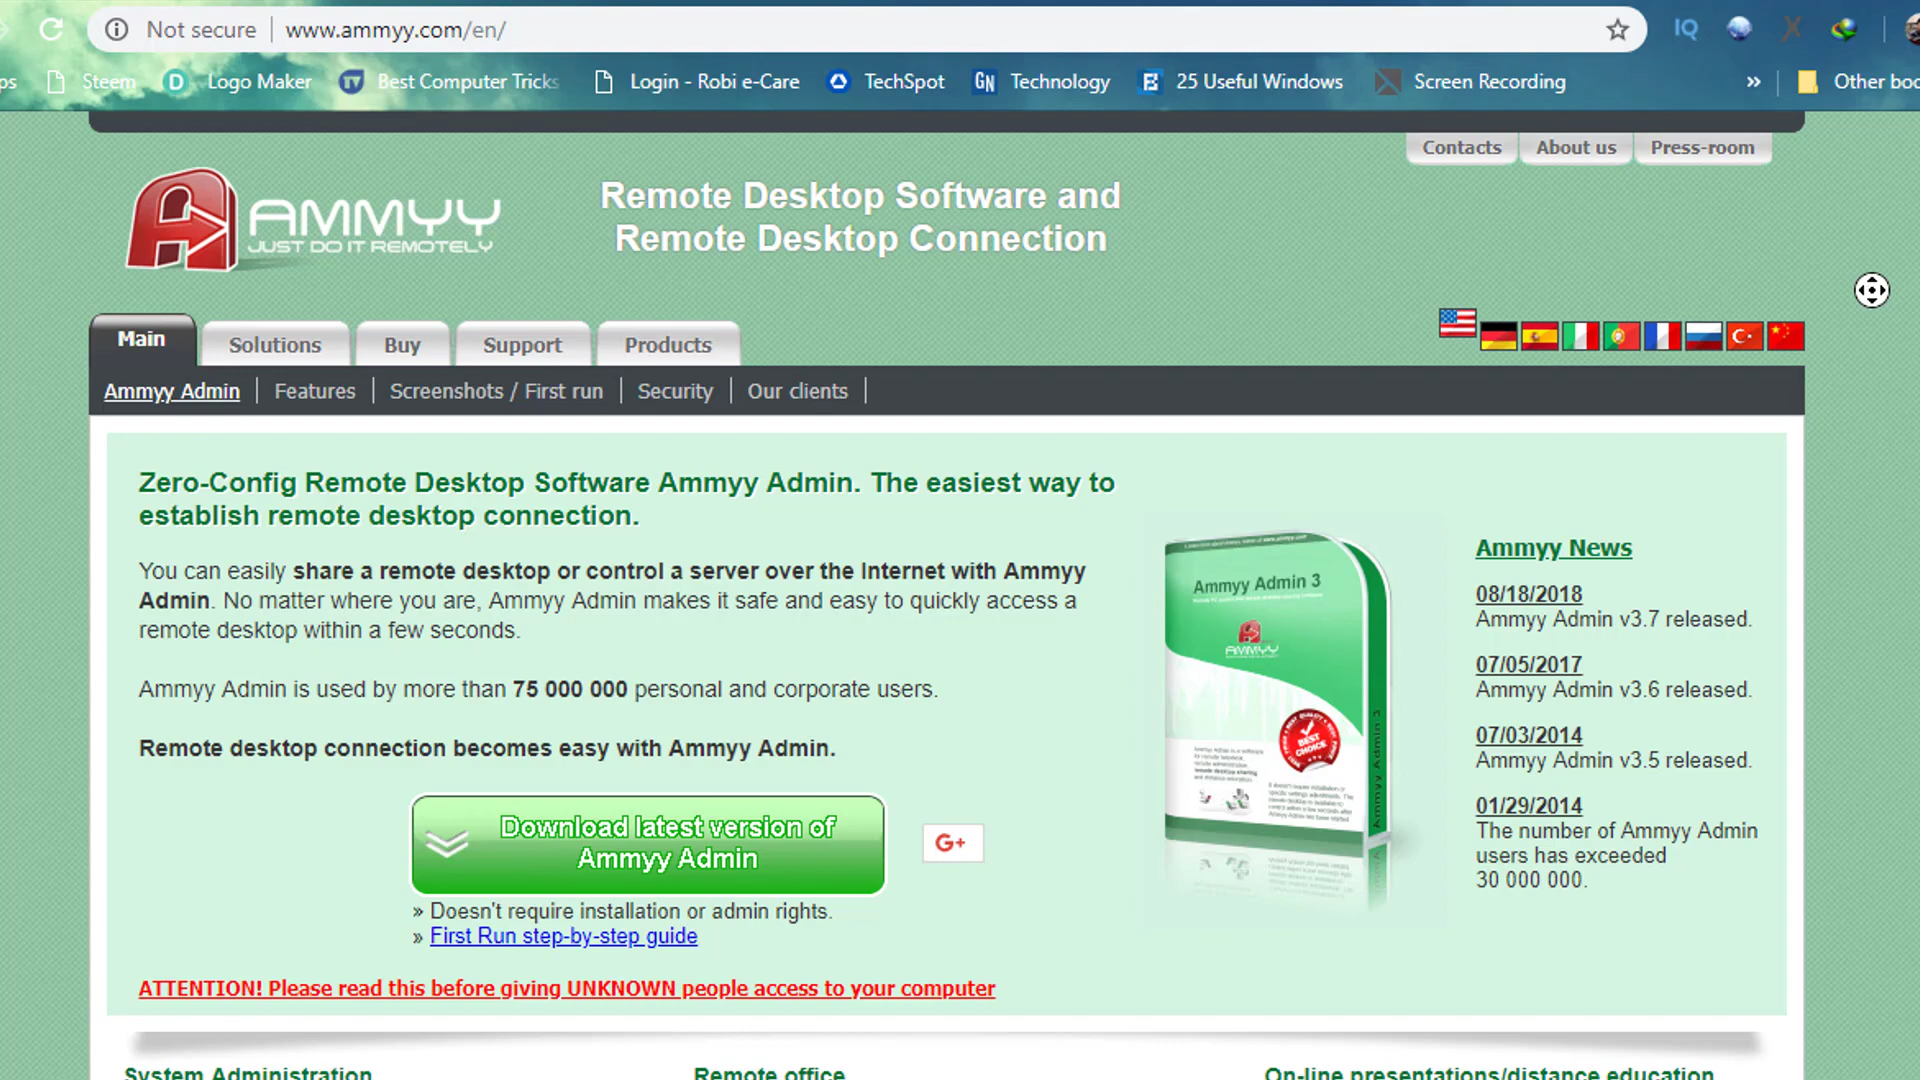 Not secure
www.ammyy.com/en/
IQ
ps
Steem
Logo Maker
Best Computer Tricks
Login - Robi e-Care
TechSpot
GN
Technology
25 Useful Windows
Screen Recording
»
Other boo
Contacts
About us
Press-room
AMMYY
JUST DO IT REMOTELY
Remote Desktop Software and
Remote Desktop Connection
Main
Solutions
Buy
Support
Products
Ammyy Admin
Features
Screenshots / First run
Security
Our clients
Zero-Config Remote Desktop Software Ammyy Admin. The easiest way to
establish remote desktop connection.
You can easily share a remote desktop or control a server over the Internet with Ammyy
Admin. No matter where you are, Ammyy Admin makes it safe and easy to quickly access a
remote desktop within a few seconds.
Ammyy Admin is used by more than 75 000 000 personal and corporate users.
Remote desktop connection becomes easy with Ammyy Admin.
Download latest version of
Ammyy Admin
G+
» Doesn't require installation or admin rights.
» First Run step-by-step guide
ATTENTION! Please read this before giving UNKNOWN people access to your computer
Ammyy Admin 3
AMMYY
BEST
CHOICE
Ammyy Admin 3
Ammyy News
08/18/2018
Ammyy Admin v3.7 released.
07/05/2017
Ammyy Admin v3.6 released.
07/03/2014
Ammyy Admin v3.5 released.
01/29/2014
The number of Ammyy Admin
users has exceeded
30 000 000.
System Administration
Remote office
On-line presentations/distance education